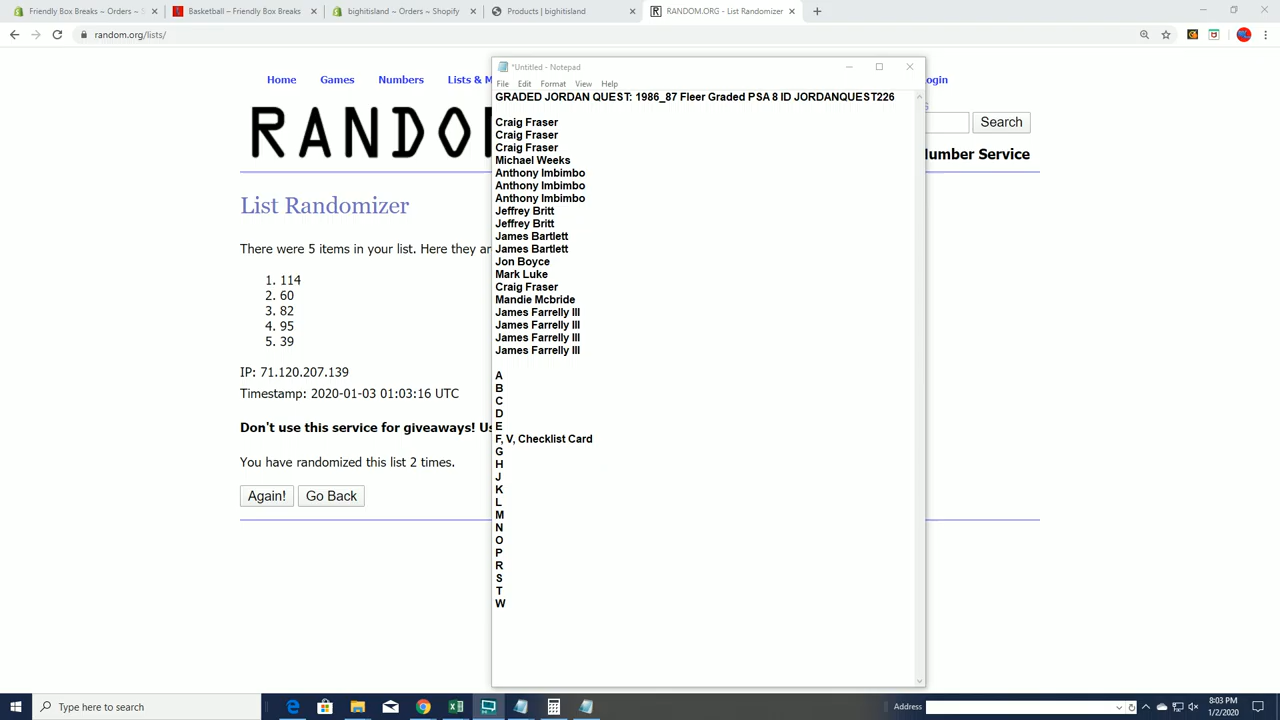 Friendly Box Breaks ~ Orders ~ S
Basketball – Friendly Box Breaks
bighitisland ~ Orders ~ Shopify
Products | bighitisland
RANDOM.ORG - List Randomizer
random.org/lists/
Home
Games
Numbers
Lists & M
ogin
RANDO
Search
Number Service
List Randomizer
There were 5 items in your list. Here they ar
1. 114
2. 60
3. 82
4. 95
5. 39
IP: 71.120.207.139
Timestamp: 2020-01-03 01:03:16 UTC
Don't use this service for giveaways! Us
You have randomized this list 2 times.
Again!
Go Back
*Untitled - Notepad
File
Edit
Format
View
Help
GRADED JORDAN QUEST: 1986_87 Fleer Graded PSA 8 ID JORDANQUEST226
Craig Fraser
Craig Fraser
Craig Fraser
Michael Weeks
Anthony Imbimbo
Anthony Imbimbo
Anthony Imbimbo
Jeffrey Britt
Jeffrey Britt
James Bartlett
James Bartlett
Jon Boyce
Mark Luke
Craig Fraser
Mandie Mcbride
James Farrelly III
James Farrelly III
James Farrelly III
James Farrelly III
A
B
C
D
E
F, V, Checklist Card
G
H
J
K
L
M
N
O
P
R
S
T
W
Type here to search
Address
8:03 PM
1/2/2020